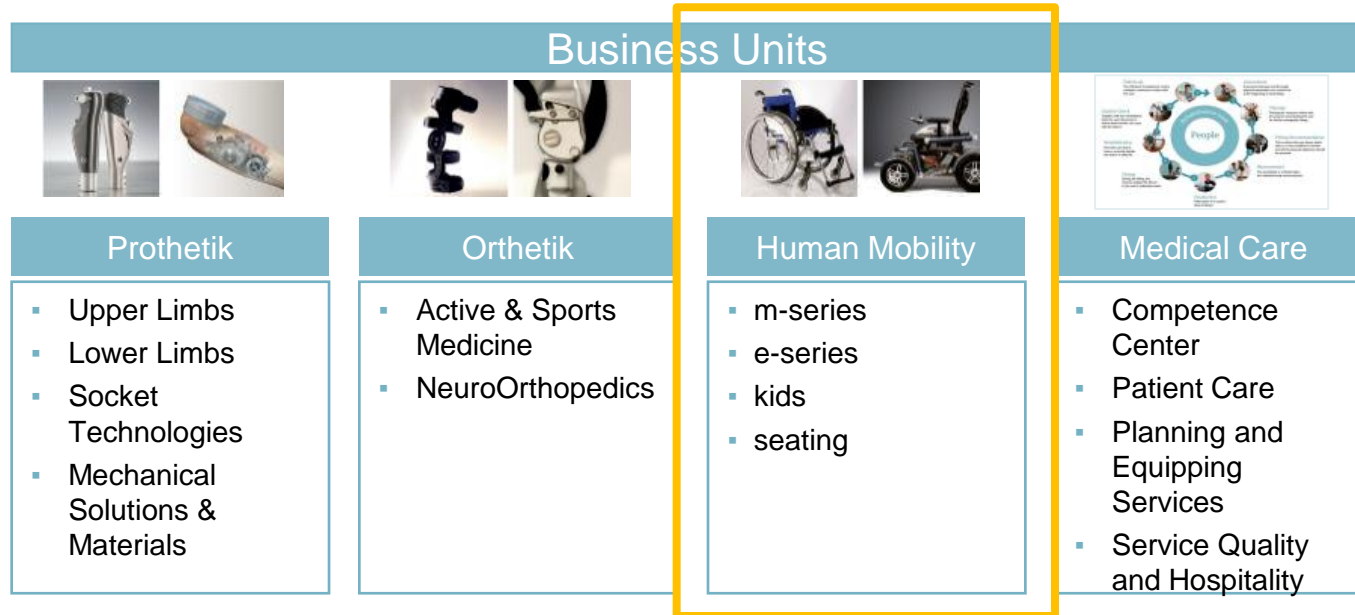 Business Units
People
Prothetik
Upper Limbs
Lower Limbs
Socket
Technologies
Mechanical
Solutions &
Materials
Orthetik
Active & Sports
Medicine
NeuroOrthopedics
Human Mobility
m-series
e-series
kids
seating
Medical Care
Competence
Center
Patient Care
Planning and
Equipping
Services
Service Quality
and Hospitality